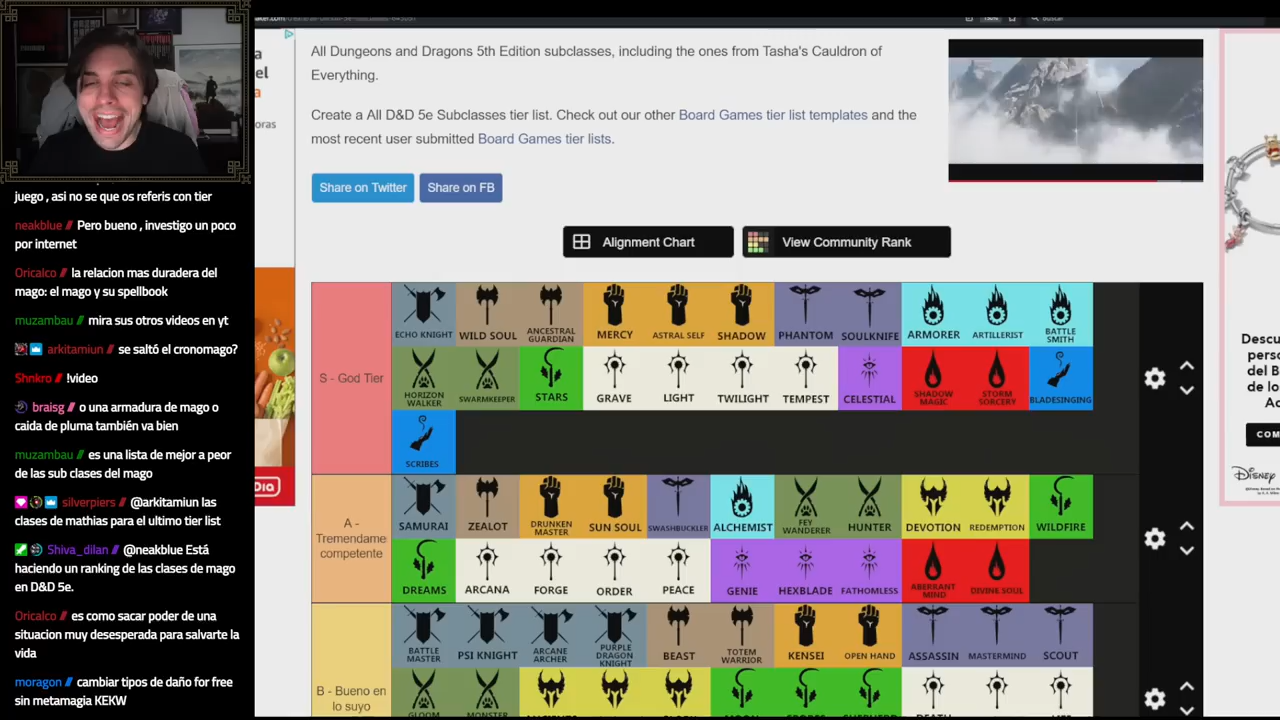 All Dungeons and Dragons 5th Edition subclasses, including the ones from Tasha's Cauldron of
Everything.
Create a All D&D 5e Subclasses tier list. Check out our other Board Games tier list templates and the
most recent user submitted Board Games tier lists.
Share on Twitter
Share on FB
Alignment Chart
View Community Rank
juego, asi no se que os referis con tier
neakblue // Pero bueno , investigo un poco
por internet
Oricalco // la relacion mas duradera del
mago: el mago y su spellbook
muzambau // mira sus otros videos en yt
arkitamiun // se saltó el cronomago?
Shnkro // !video
braisg // o una armadura de mago o
caida de pluma también va bien
muzambau // es una lista de mejor a peor
de las sub clases del mago
silverpiers // @arkitamiun las
clases de mathias para el ultimo tier list
Shiva_dilan // @neakblue Está
haciendo un ranking de las clases de mago
en D&D 5e.
Oricalco // es como sacar poder de una
situacion muy desesperada para salvarte la
vida
moragon // cambiar tipos de daño for free
sin metamagia KEKW
S - God Tier
ECHO KNIGHT
WILD SOUL
ANCESTRAL
GUARDIAN
MERCY
ASTRAL SELF
SHADOW
PHANTOM
SOULKNIFE
ARMORER
ARTILLERIST
BATTLE
SMITH
HORIZON
WALKER
SWARMKEEPER
STARS
GRAVE
LIGHT
TWILIGHT
TEMPEST
CELESTIAL
SHADOW
MAGIC
STORM
SORCERY
BLADESINGING
SCRIBES
A -
Tremendame
competente
SAMURAI
ZEALOT
DRUNKEN
MASTER
SUN SOUL
SWASHBUCKLER
ALCHEMIST
FEY
WANDERER
HUNTER
DEVOTION
REDEMPTION
WILDFIRE
DREAMS
ARCANA
FORGE
ORDER
PEACE
GENIE
HEXBLADE
FATHOMLESS
ABERRANT
MIND
DIVINE SOUL
B - Bueno en
lo suyo
BATTLE
MASTER
PSI KNIGHT
ARCANE
ARCHER
PURPLE
DRAGON
KNIGHT
BEAST
TOTEM
WARRIOR
KENSEI
OPEN HAND
ASSASSIN
MASTERMIND
SCOUT
GLOOM
MONSTER
MOON
SPORES
SHEPHERD
DEATH
Descu
perso
del B
Ac
COM
Disney